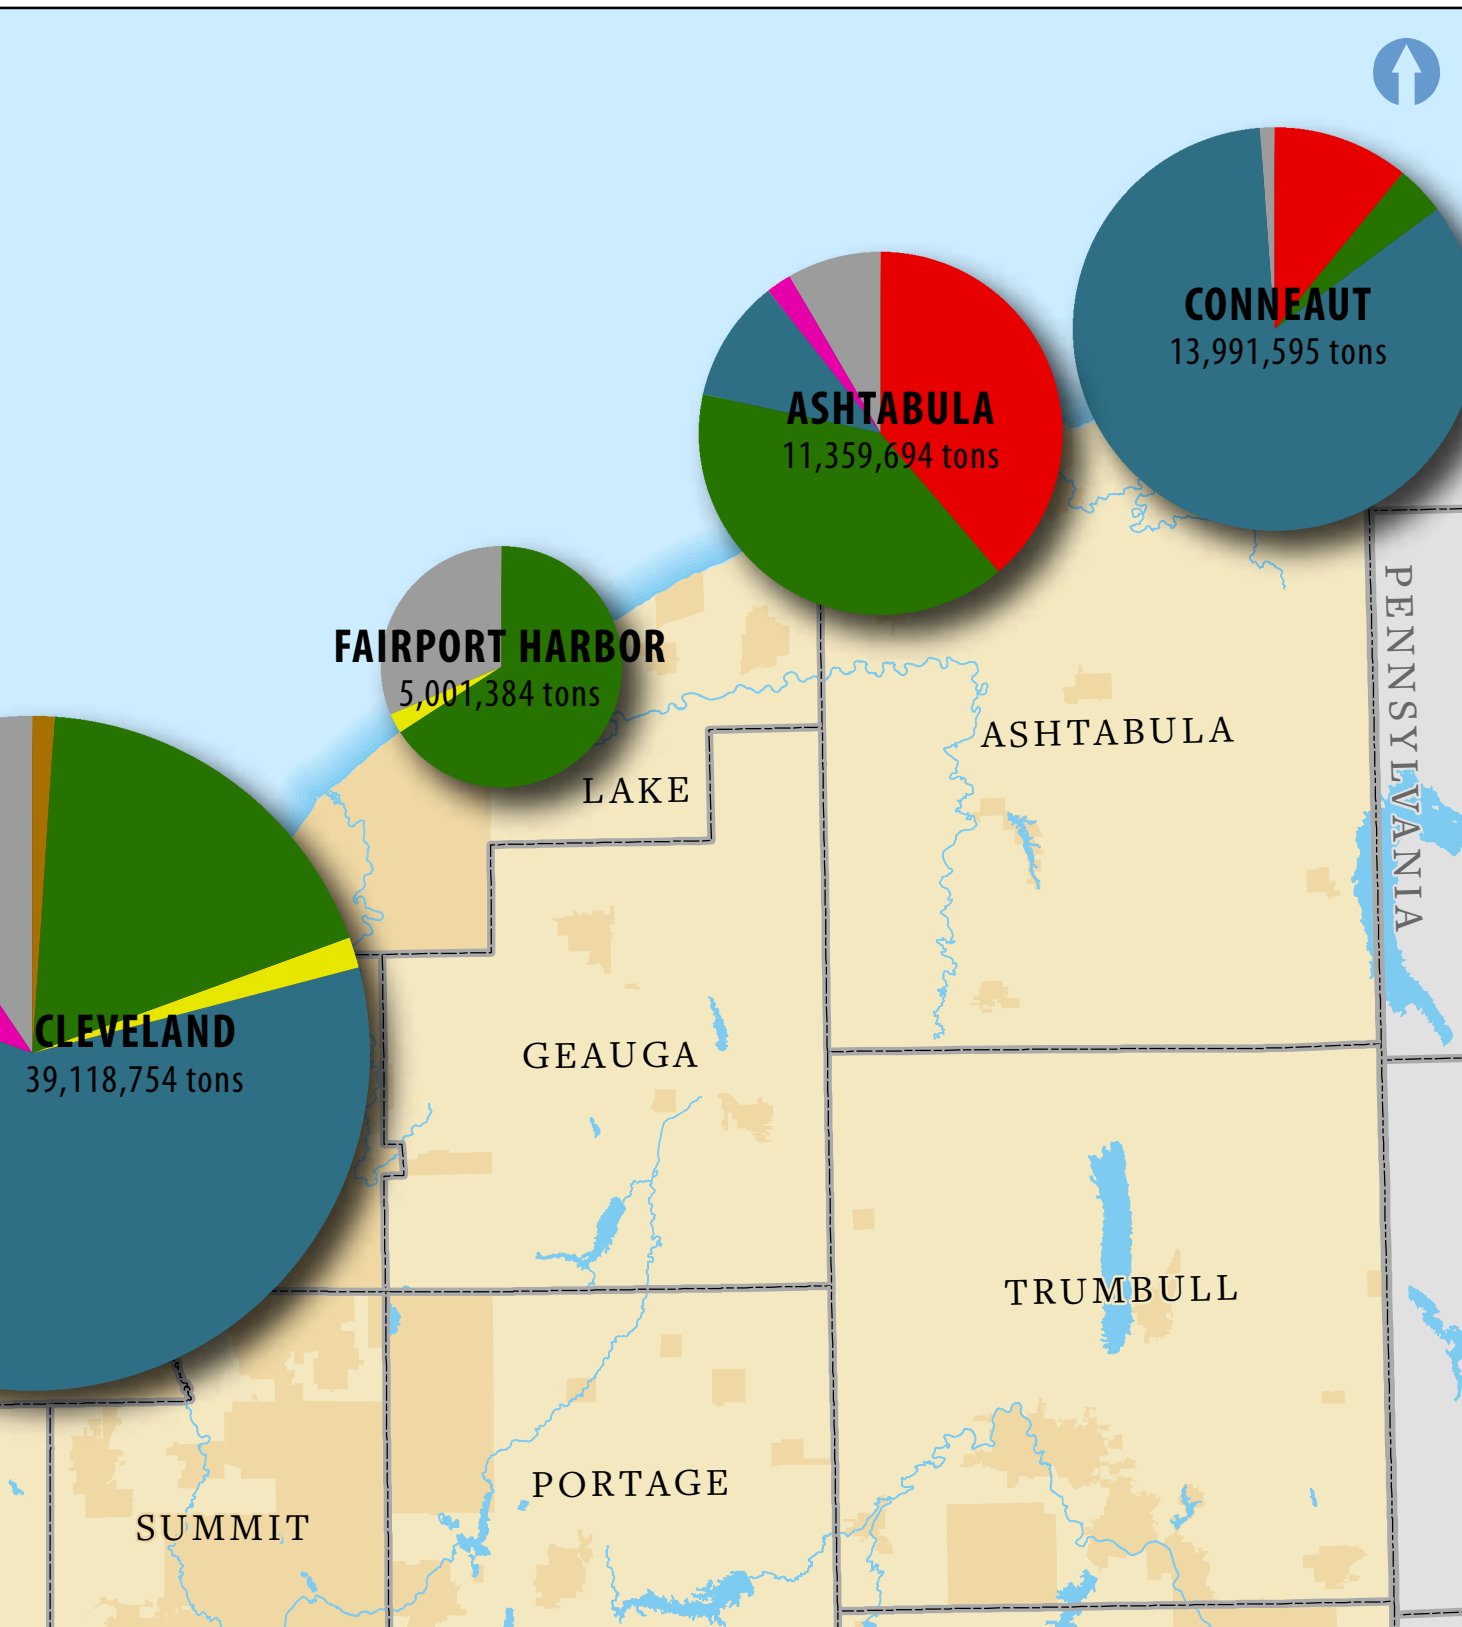 CONNEAUT
13,991,595 tons
ASHTABULA
11,359,694 tons
FAIRPORT HARBOR
5,001,384 tons
PENNSYLVANIA
ASHTABULA
LAKE
CLEVELAND
39,118,754 tons
GEAUGA
TRUMBULL
PORTAGE
SUMMIT